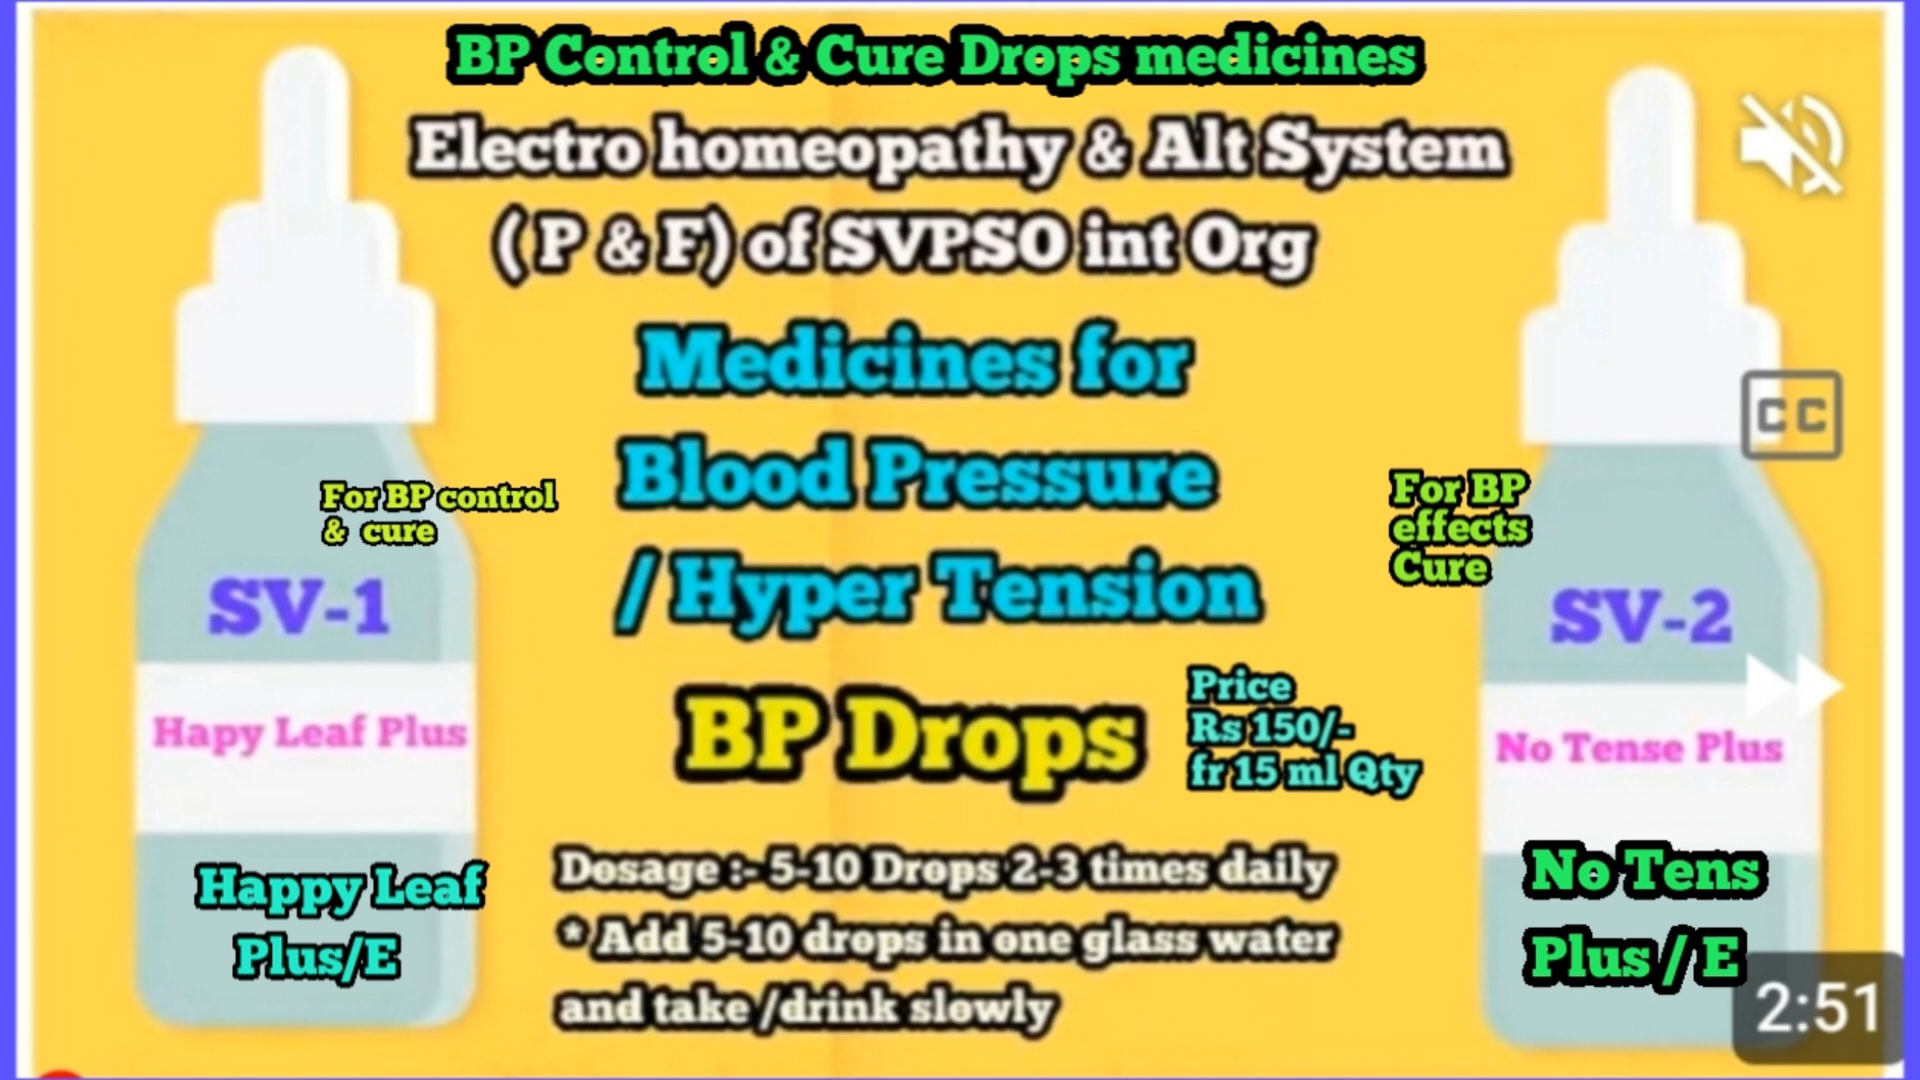 BP Control & Cure Drops medicines
Electro homeopathy & Alt System
( P & F) of SVPSO int Org
Medicines for
Blood Pressure
/ Hyper Tension
BP Drops
Price
Rs 150/-
fr 15 ml Qty
Dosage :- 5-10 Drops 2-3 times daily
* Add 5-10 drops in one glass water
and take /drink slowly
For BP control
& cure
SV-1
Hapy Leaf Plus
Happy Leaf
Plus/E
CC
For BP
effects
Cure
SV-2
No Tense Plus
No Tens
Plus / E
2:51